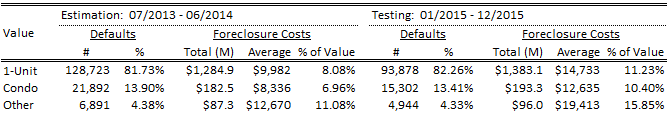 Estimation: 07/2013 - 06/2014 Testing: 01/2015 - 12/2015
Value Defaults Foreclosure Costs Defaults Foreclosure Costs
# % Total (M) Average % of Value # % Total (M) Average % of Value
1-Unit 128,723 81.73% $1,284.9 $9,982 8.08% 93,878 82.26% $1,383.1 $14,733 11.23%
Condo 21,892 13.90% $182.5 $8,336 6.96% 15,302 13.41% $193.3 $12,635 10.40%
Other 6,891 4.38% $87.3 $12,670 11.08% 4,944 4.33% $96.0 $19,413 15.85%